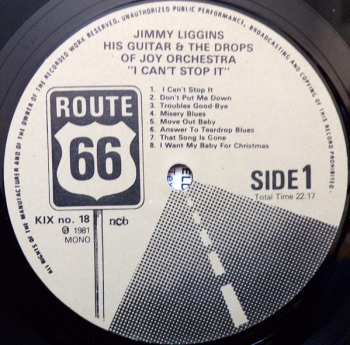 ALL RIGHTS OF THE MANUFACTURER AND OF THE OWNER OF THE RECORDED WORK RESERVED. UNAUTHORISED PUBLIC PERFORMANCE, BROADCASTING AND COPYING OF THIS RECORD PROHIBITED.
JIMMY LIGGINS
HIS GUITAR & THE DROPS
OF JOY ORCHESTRA
"I CAN'T STOP IT"
1. I Can't Stop It
2. Don't Put Me Down
3. Troubles Good-Bye
4. Misery Blues
5. Move Out Baby
6. Answer To Teardrop Blues
7. That Song Is Gone
8. I Want My Baby For Christmas
ROUTE
66
SIDE 1
Total Time 22.17
KIX no. 18
ncb
℗ 1981
MONO